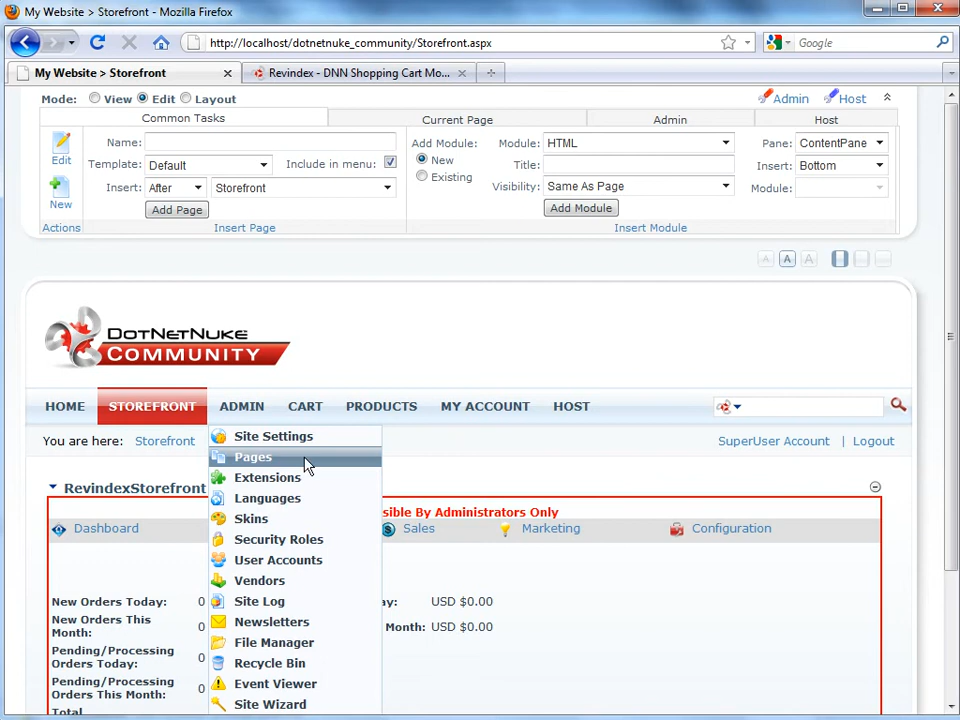 My Website > Storefront - Mozilla Firefox
http://localhost/dotnetnuke_community/Storefront.aspx
Google
My Website > Storefront
Revindex - DNN Shopping Cart Mo...
Mode: View Edit Layout
Admin Host
Common Tasks Current Page Admin Host
Edit
New
Actions
Name:
Template: Default Include in menu:
Insert: After Storefront
Add Page
Insert Page
Add Module: New Existing
Module: HTML
Title:
Visibility: Same As Page
Add Module
Insert Module
Pane: ContentPane
Insert: Bottom
Module:
A A A
DOTNETNUKE
COMMUNITY
HOME STOREFRONT ADMIN CART PRODUCTS MY ACCOUNT HOST
You are here: Storefront
SuperUser Account | Logout
Site Settings
Pages
Extensions
Languages
Skins
Security Roles
User Accounts
Vendors
Site Log
Newsletters
File Manager
Recycle Bin
Event Viewer
Site Wizard
RevindexStorefront
sible By Administrators Only
Dashboard Sales Marketing Configuration
New Orders Today: 0 ay: USD $0.00
New Orders This Month: 0 Month: USD $0.00
Pending/Processing Orders Today: 0
Pending/Processing Orders This Month: 0
Total